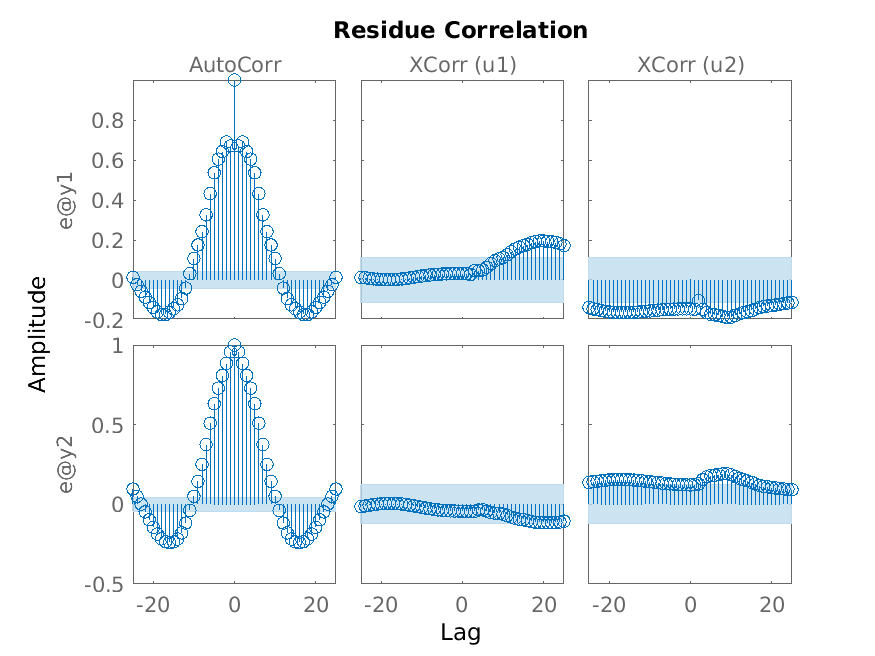 Residue Correlation
AutoCorr
XCorr (u1)
XCorr (u2)
e@y1
0.8
0.6
0.4
0.2
0
-0.2
Amplitude
e@y2
1
0.5
0
-0.5
-20 0 20
-20 0 20
-20 0 20
Lag